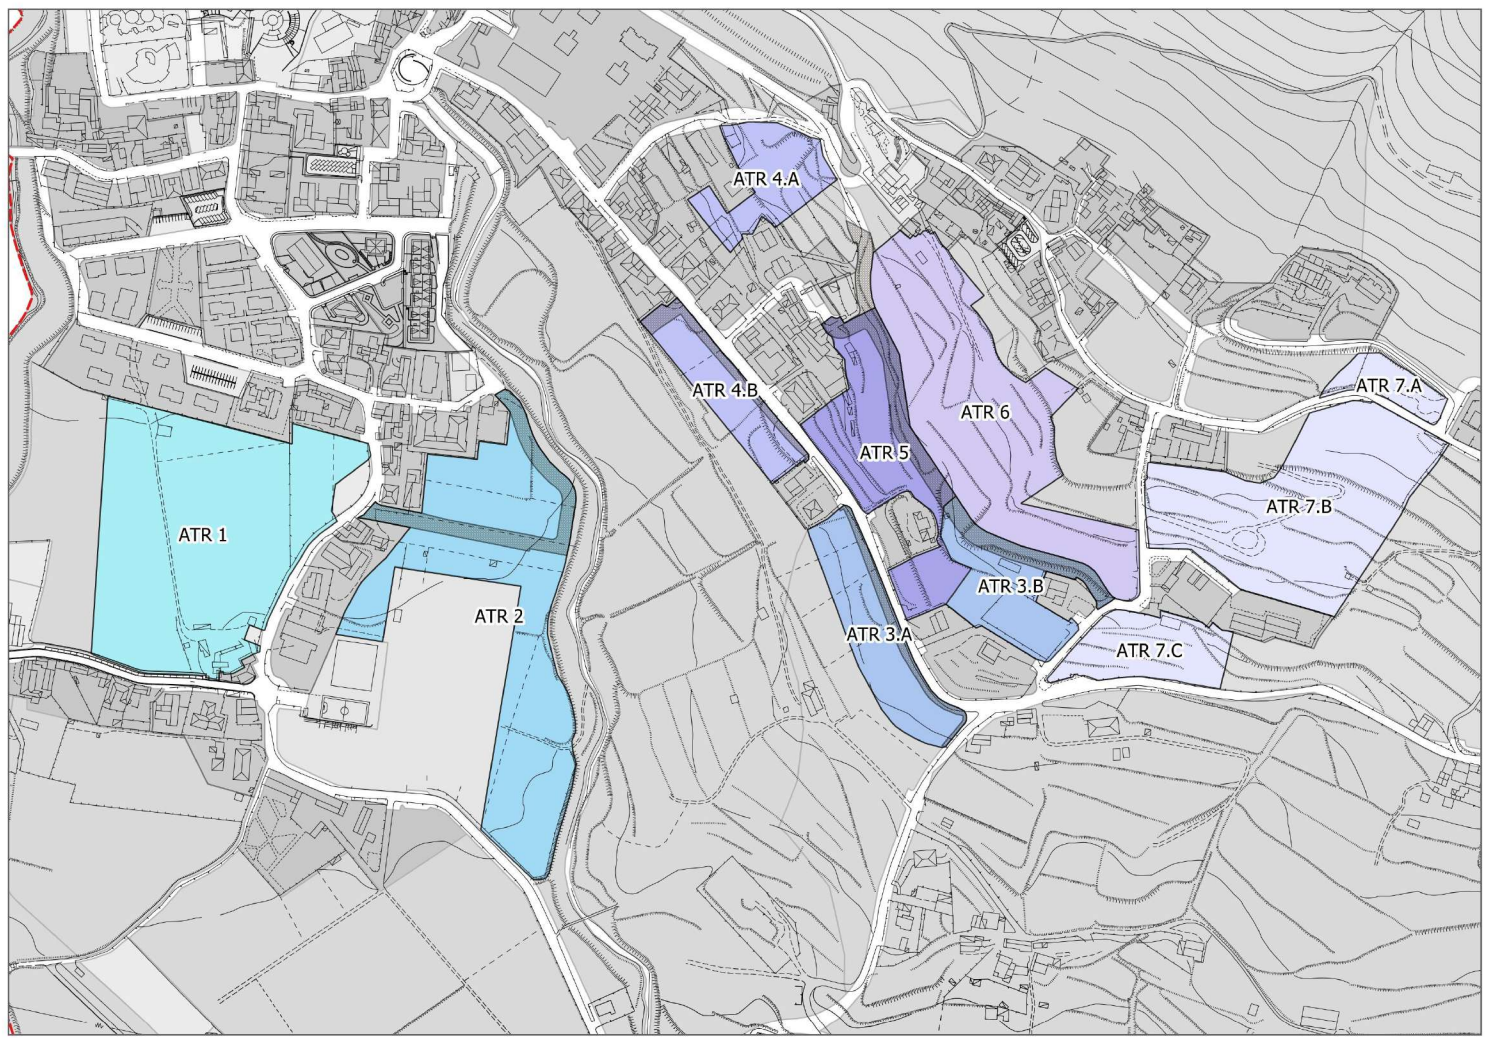 ATR 4.A
ATR 7.A
ATR 4.B
ATR 6
ATR 5
ATR 7.B
ATR 1
ATR 3.B
ATR 2
ATR 3.A
ATR 7.C